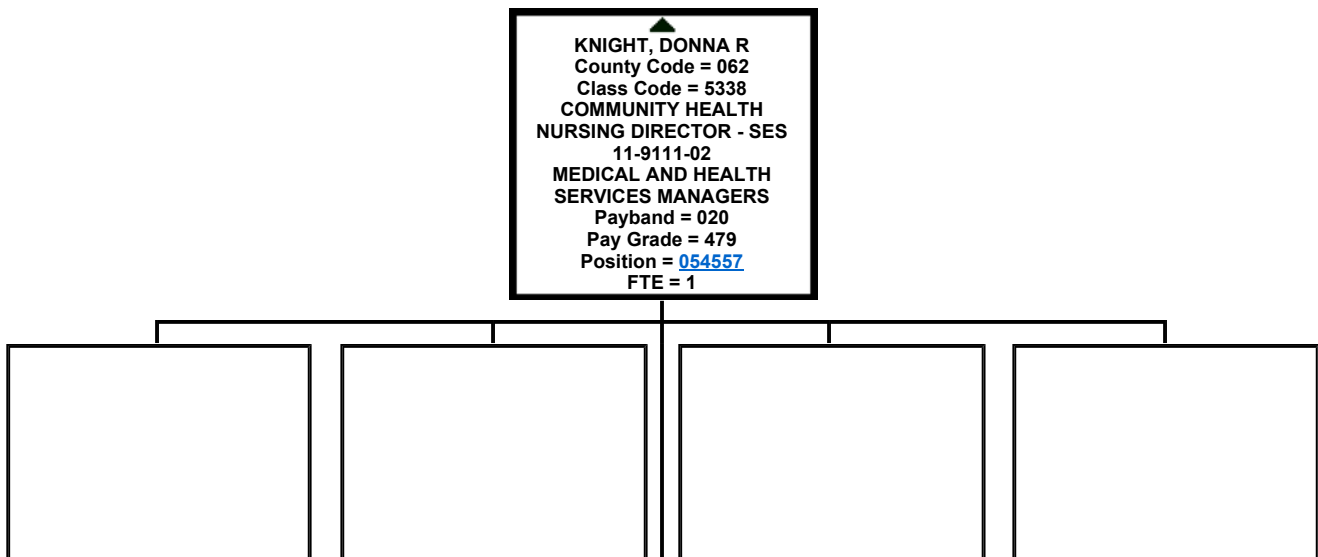 KNIGHT, DONNA R
County Code = 062
Class Code = 5338
COMMUNITY HEALTH
NURSING DIRECTOR - SES
11-9111-02
MEDICAL AND HEALTH
SERVICES MANAGERS
Payband = 020
Pay Grade = 479
Position = 054557
FTE = 1